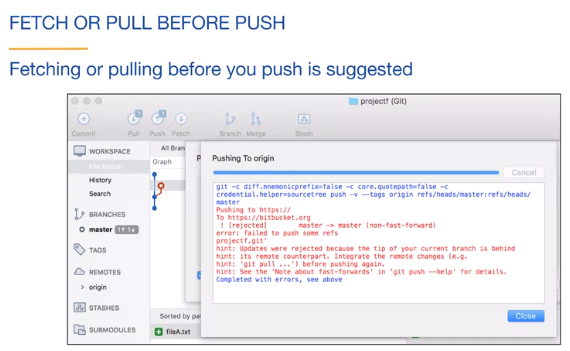 FETCH OR PULL BEFORE PUSH
Fetching or pulling before you push is suggested
projectf (Git)
1
1
Commit Pull Push Fetch Branch Merge Stash
WORKSPACE
File status
History
Search
BRANCHES
master 1↑ 1↓
TAGS
REMOTES
origin
STASHES
SUBMODULES
All Bran
Graph
P
Sorted by pat
fileA.txt
Pushing To origin
Cancel
git -c diff.mnemonicprefix=false -c core.quotepath=false -c
credential.helper=sourcetree push -v --tags origin refs/heads/master:refs/heads/
master
Pushing to https://
To https://bitbucket.org
! [rejected] master -> master (non-fast-forward)
error: failed to push some refs
projectf.git'
hint: Updates were rejected because the tip of your current branch is behind
hint: its remote counterpart. Integrate the remote changes (e.g.
hint: 'git pull ...') before pushing again.
hint: See the 'Note about fast-forwards' in 'git push --help' for details.
Completed with errors, see above
Close